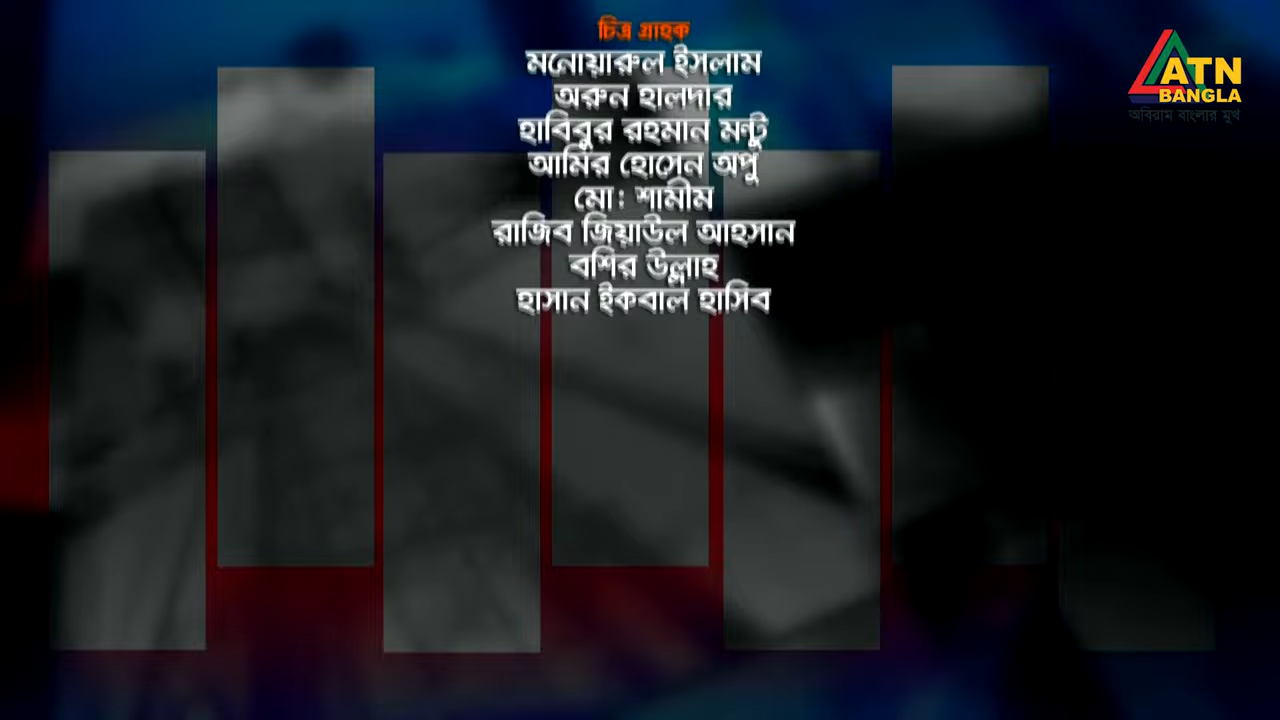 চিত্র গ্রাহক
মনোয়ারুল ইসলাম
অরুন হালদার
হাবিবুর রহমান মন্টু
আমির হোসেন অপু
মো: শামীম
রাজিব জিয়াউল আহসান
বশির উল্লাহ
হাসান ইকবাল হাসিব
ATN
BANGLA
অবিরাম বাংলার মুখ